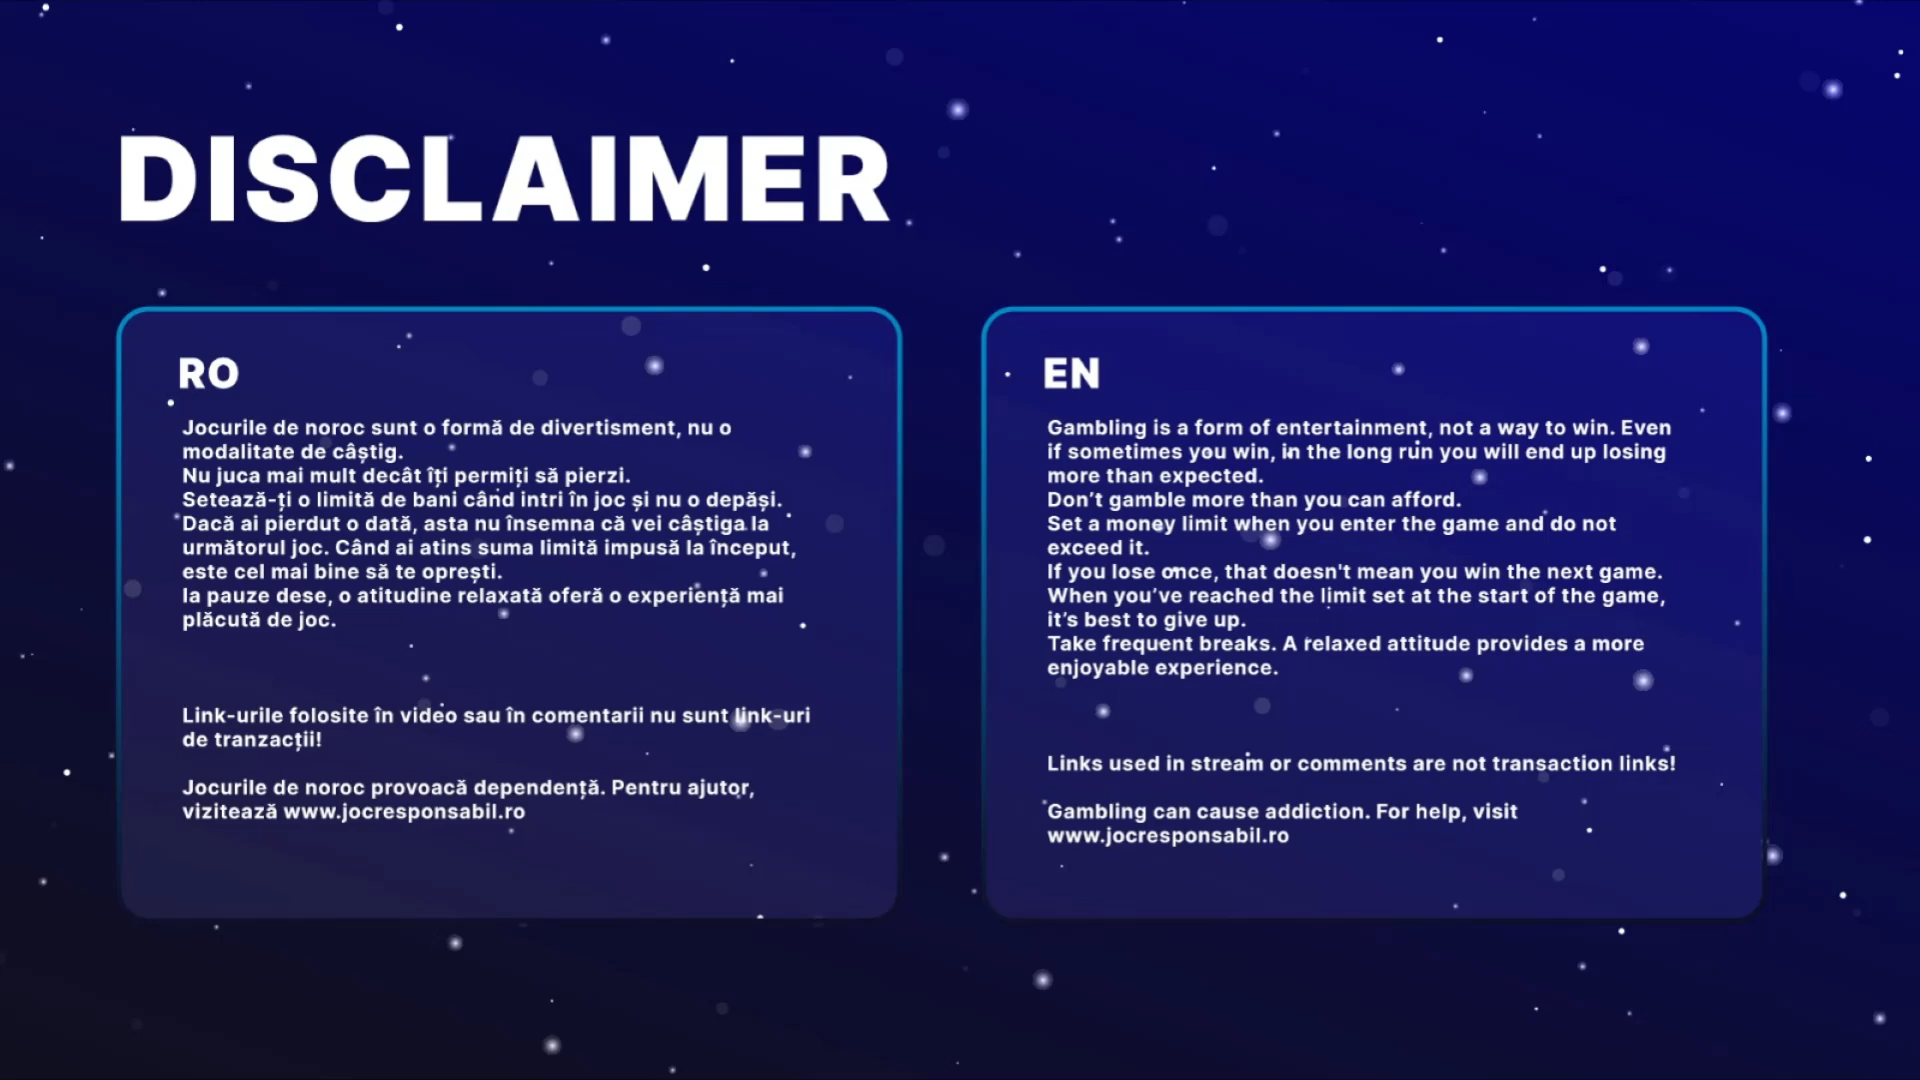 DISCLAIMER
RO
Jocurile de noroc sunt o formă de divertisment, nu o
modalitate de câștig.
Nu juca mai mult decât îți permiți să pierzi.
Setează-ți o limită de bani când intri în joc și nu o depăși.
Dacă ai pierdut o dată, asta nu însemna că vei câștiga la
următorul joc. Când ai atins suma limită impusă la început,
este cel mai bine să te oprești.
Ia pauze dese, o atitudine relaxată oferă o experiență mai
plăcută de joc.
Link-urile folosite în video sau în comentarii nu sunt link-uri
de tranzacții!
Jocurile de noroc provoacă dependență. Pentru ajutor,
vizitează www.jocresponsabil.ro
EN
Gambling is a form of entertainment, not a way to win. Even
if sometimes you win, in the long run you will end up losing
more than expected.
Don’t gamble more than you can afford.
Set a money limit when you enter the game and do not
exceed it.
If you lose once, that doesn't mean you win the next game.
When you’ve reached the limit set at the start of the game,
it’s best to give up.
Take frequent breaks. A relaxed attitude provides a more
enjoyable experience.
Links used in stream or comments are not transaction links!
Gambling can cause addiction. For help, visit
www.jocresponsabil.ro